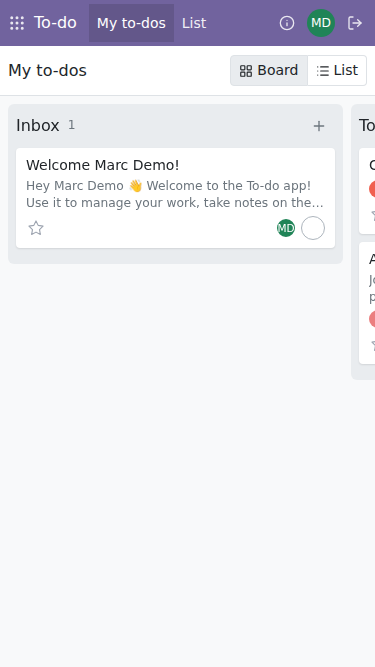 To-do My to-dos List MD
My to-dos Board List
Inbox 1
Welcome Marc Demo!
Hey Marc Demo 👋 Welcome to the To-do app!
Use it to manage your work, take notes on the…
MD
To